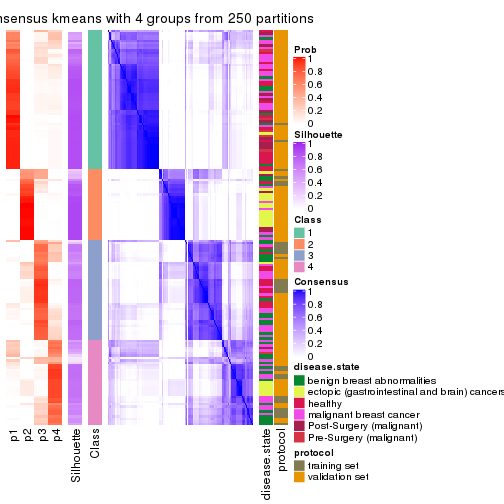 nsensus kmeans with 4 groups from 250 partitions
Prob
1
0.8
0.6
0.4
0.2
0
Silhouette
1
0.8
0.6
0.4
0.2
0
Class
1
2
3
4
Consensus
1
0.8
0.6
0.4
0.2
0
disease.state
benign breast abnormalities
ectopic (gastrointestinal and brain) cancers
healthy
malignant breast cancer
Post-Surgery (malignant)
Pre-Surgery (malignant)
protocol
training set
validation set
p1
p2
p3
p4
Silhouette
Class
disease.state
protocol